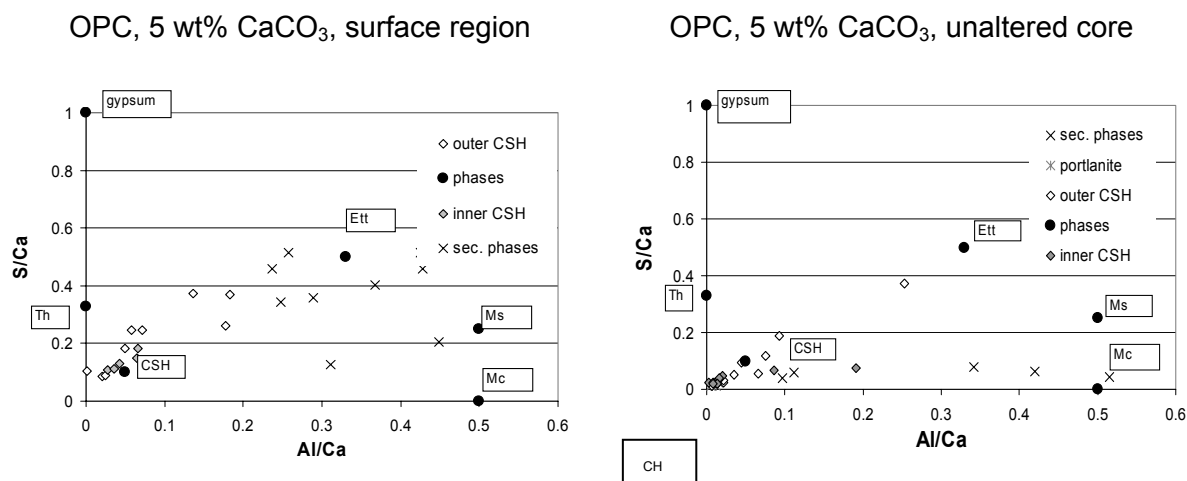 OPC, 5 wt% CaCO₃, surface region
gypsum
1
0.8
0.6
0.4
0.2
0
S/Ca
outer CSH
phases
inner CSH
sec. phases
Ett
Th
CSH
Ms
Mc
0
0.1
0.2
0.3
0.4
0.5
0.6
Al/Ca
OPC, 5 wt% CaCO₃, unaltered core
gypsum
1
0.8
0.6
0.4
0.2
0
S/Ca
sec. phases
portlanite
outer CSH
phases
inner CSH
Ett
Th
CSH
Ms
Mc
0
0.1
0.2
0.3
0.4
0.5
0.6
Al/Ca
CH